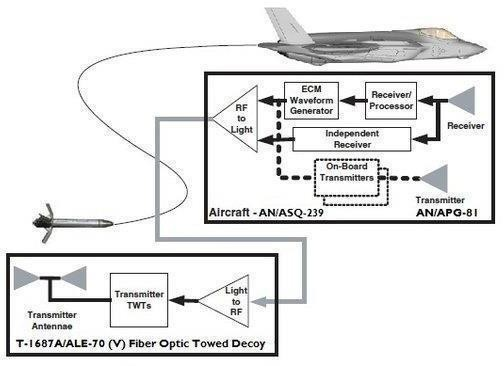 RF
to
Light
ECM
Waveform
Generator
Receiver/
Processor
Receiver
Independent
Receiver
On-Board
Transmitters
Transmitter
Aircraft - AN/ASQ-239
AN/APG-81
Transmitter
Antennae
Transmitter
TWTs
Light
to
RF
T-1687A/ALE-70 (V) Fiber Optic Towed Decoy